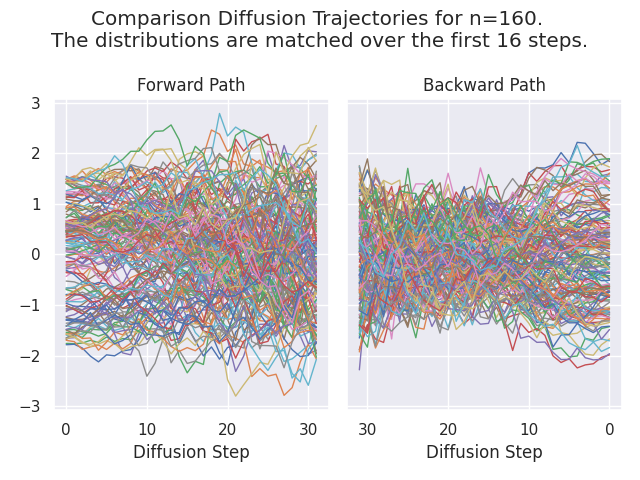 Comparison Diffusion Trajectories for n=160.
The distributions are matched over the first 16 steps.
Forward Path
Backward Path
3
2
1
0
−1
−2
−3
0 10 20 30
30 20 10 0
Diffusion Step
Diffusion Step